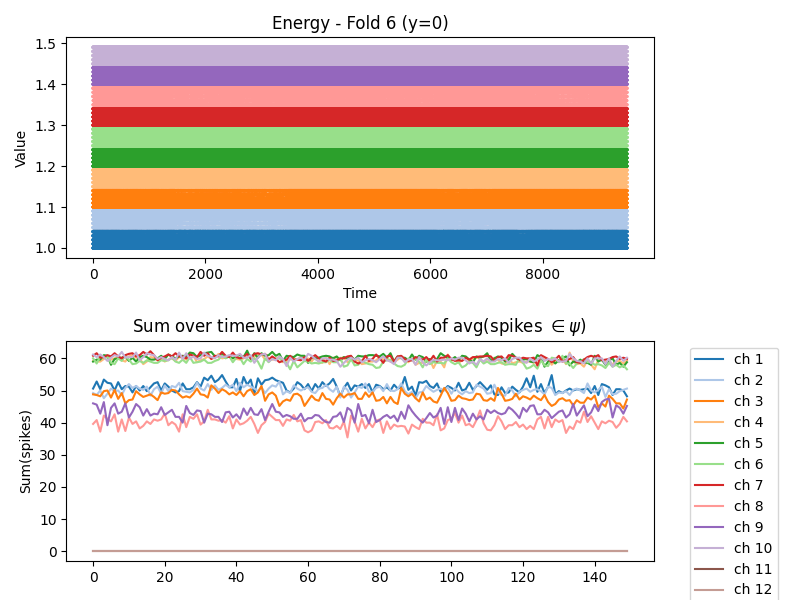 Energy - Fold 6 (y=0)
1.5
1.4
1.3
1.2
1.1
1.0
Value
0
2000
4000
6000
8000
Time
Sum over timewindow of 100 steps of avg(spikes ∈ψ)
60
50
40
30
20
10
0
Sum(spikes)
0
20
40
60
80
100
120
140
ch 1
ch 2
ch 3
ch 4
ch 5
ch 6
ch 7
ch 8
ch 9
ch 10
ch 11
ch 12